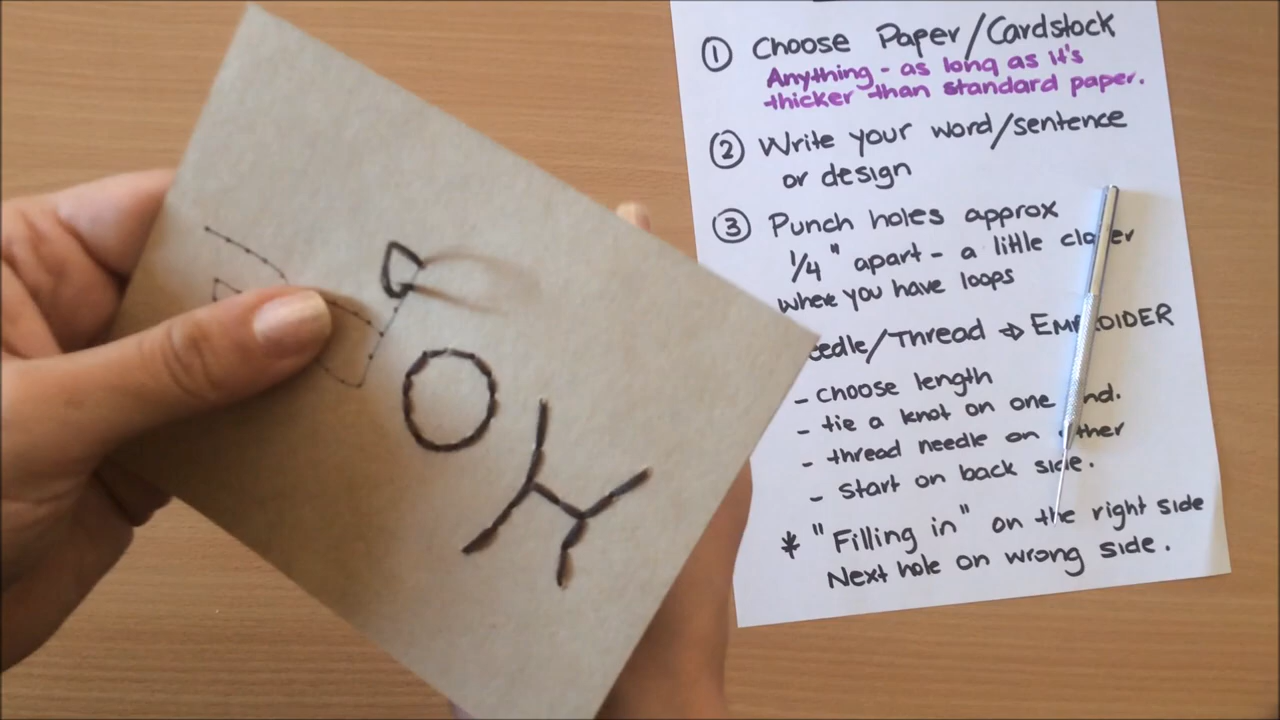 ① Choose Paper/Cardstock
Anything - as long as it's
thicker than standard paper.
② Write your word/sentence
or design
③ Punch holes approx
1/4" apart - a little closer
where you have loops
eedle/Thread ⇨ EMBROIDER
- choose length
- tie a knot on one end.
- thread needle on other
- start on back side.
* "Filling in" on the right side
Next hole on wrong side.
HO